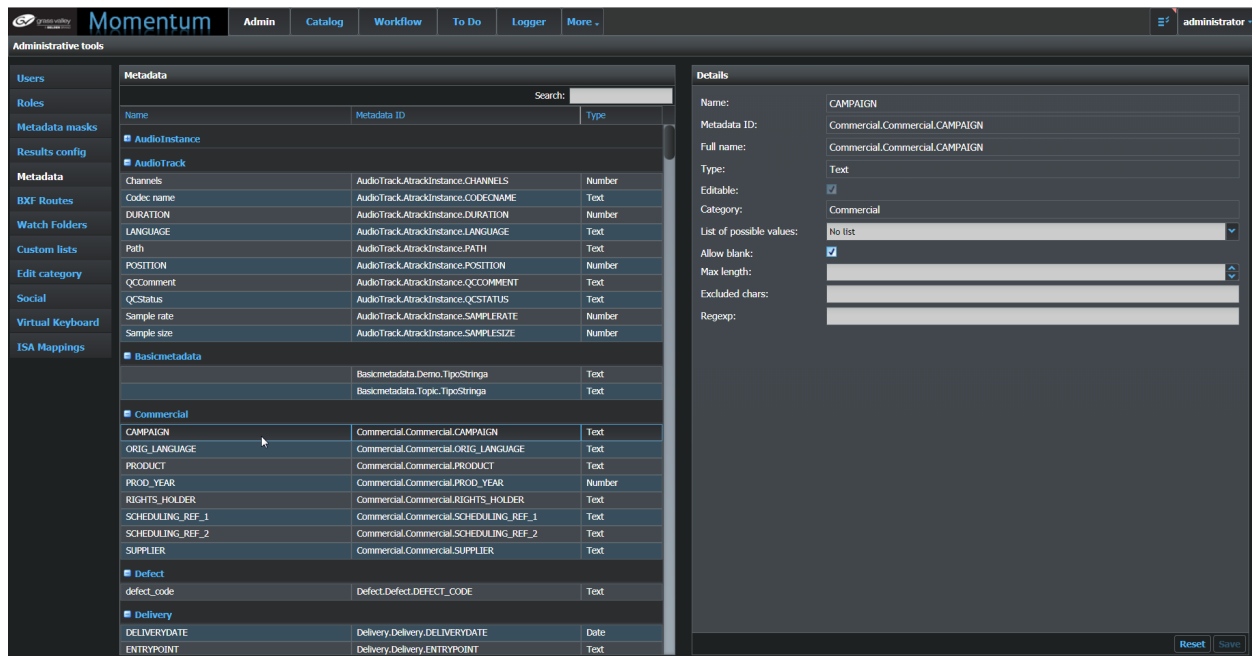 grass valley Momentum Admin Catalog Workflow To Do Logger More administrator
Administrative tools
Users
Roles
Metadata masks
Results config
Metadata
BXF Routes
Watch Folders
Custom lists
Edit category
Social
Virtual Keyboard
ISA Mappings
Metadata
Search:
Name Metadata ID Type
AudioInstance
AudioTrack
Channels AudioTrack.AtrackInstance.CHANNELS Number
Codec name AudioTrack.AtrackInstance.CODECNAME Text
DURATION AudioTrack.AtrackInstance.DURATION Number
LANGUAGE AudioTrack.AtrackInstance.LANGUAGE Text
Path AudioTrack.AtrackInstance.PATH Text
POSITION AudioTrack.AtrackInstance.POSITION Number
QCComment AudioTrack.AtrackInstance.QCCOMMENT Text
QCStatus AudioTrack.AtrackInstance.QCSTATUS Text
Sample rate AudioTrack.AtrackInstance.SAMPLERATE Number
Sample size AudioTrack.AtrackInstance.SAMPLESIZE Number
Basicmetadata
Basicmetadata.Demo.TipoStringa Text
Basicmetadata.Topic.TipoStringa Text
Commercial
CAMPAIGN Commercial.Commercial.CAMPAIGN Text
ORIG_LANGUAGE Commercial.Commercial.ORIG_LANGUAGE Text
PRODUCT Commercial.Commercial.PRODUCT Text
PROD_YEAR Commercial.Commercial.PROD_YEAR Number
RIGHTS_HOLDER Commercial.Commercial.RIGHTS_HOLDER Text
SCHEDULING_REF_1 Commercial.Commercial.SCHEDULING_REF_1 Text
SCHEDULING_REF_2 Commercial.Commercial.SCHEDULING_REF_2 Text
SUPPLIER Commercial.Commercial.SUPPLIER Text
Defect
defect_code Defect.Defect.DEFECT_CODE Text
Delivery
DELIVERYDATE Delivery.Delivery.DELIVERYDATE Date
ENTRYPOINT Delivery.Delivery.ENTRYPOINT Text
Details
Name: CAMPAIGN
Metadata ID: Commercial.Commercial.CAMPAIGN
Full name: Commercial.Commercial.CAMPAIGN
Type: Text
Editable:
Category: Commercial
List of possible values: No list
Allow blank:
Max length:
Excluded chars:
Regexp:
Reset Save